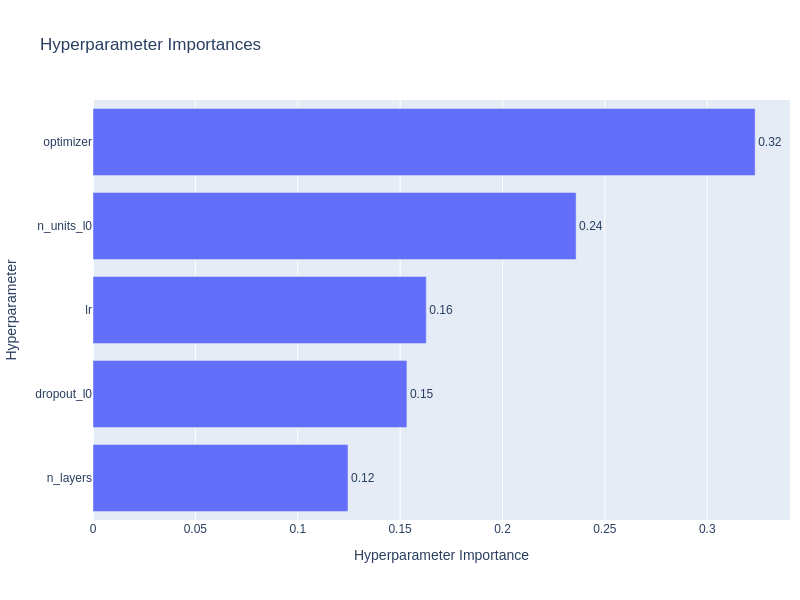 Hyperparameter Importances
Hyperparameter
optimizer 0.32
n_units_l0 0.24
lr 0.16
dropout_l0 0.15
n_layers 0.12
0 0.05 0.1 0.15 0.2 0.25 0.3
Hyperparameter Importance